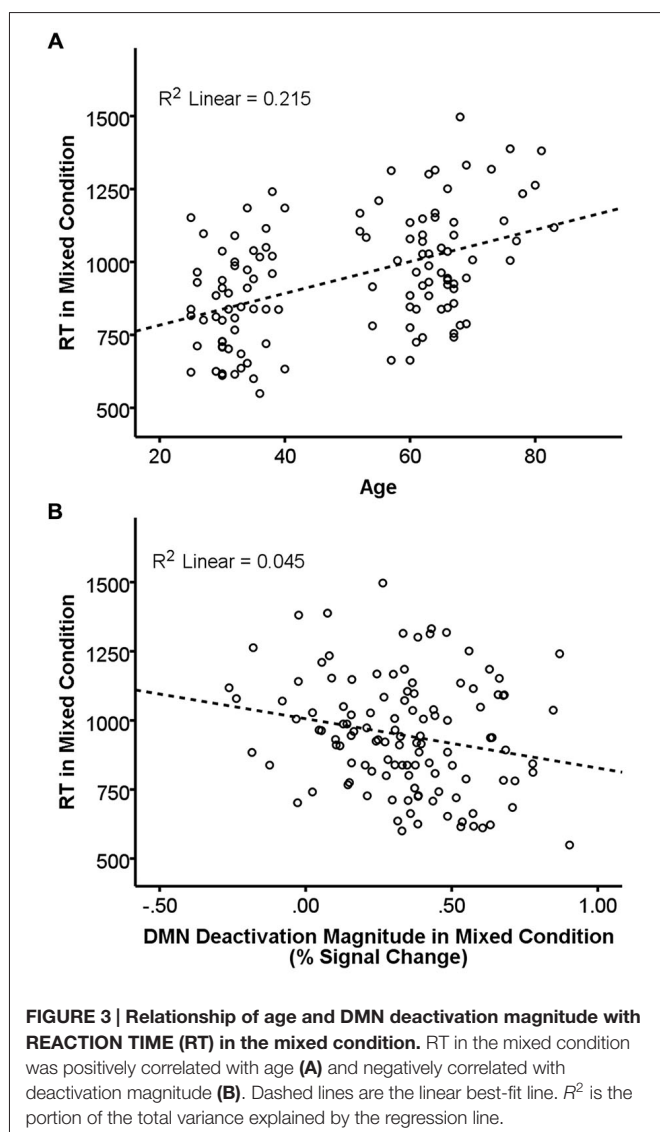 A
R² Linear = 0.215
1500
1250
1000
750
500
RT in Mixed Condition
20 40 60 80
Age
B
R² Linear = 0.045
1500
1250
1000
750
500
RT in Mixed Condition
-.50 .00 .50 1.00
DMN Deactivation Magnitude in Mixed Condition
(% Signal Change)
FIGURE 3 | Relationship of age and DMN deactivation magnitude with
REACTION TIME (RT) in the mixed condition. RT in the mixed condition
was positively correlated with age (A) and negatively correlated with
deactivation magnitude (B). Dashed lines are the linear best-fit line. R² is the
portion of the total variance explained by the regression line.